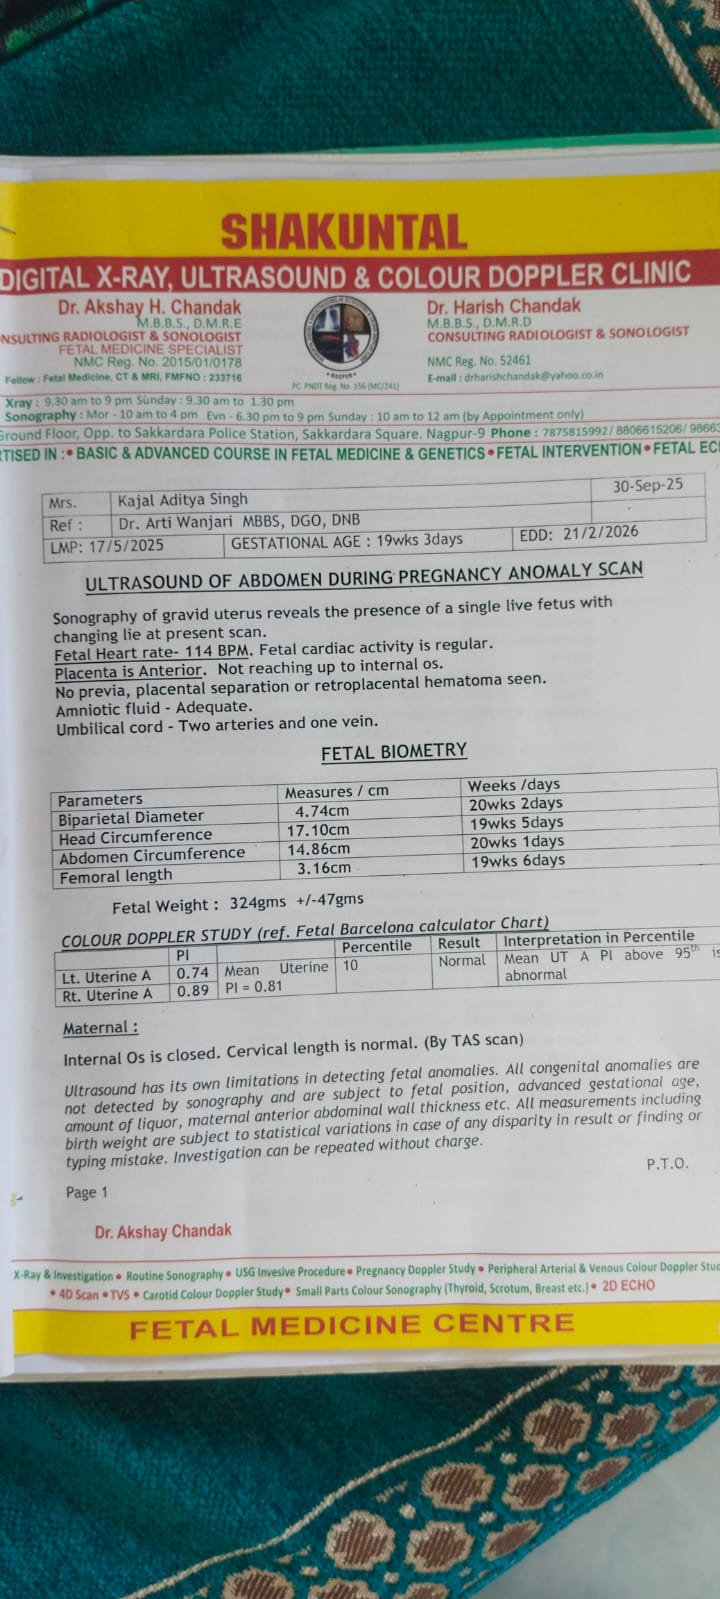 SHAKUNTAL
DIGITAL X-RAY, ULTRASOUND & COLOUR DOPPLER CLINIC
Dr. Akshay H. Chandak
M.B.B.S., D.M.R.E
NSULTING RADIOLOGIST & SONOLOGIST
FETAL MEDICINE SPECIALIST
NMC Reg. No. 2015/01/0178
Fellow : Fetal Medicine, CT & MRI, FMFNO : 233716
NAGPUR
PC. PNDT Reg. No. 156 (MC/241)
Dr. Harish Chandak
M.B.B.S., D.M.R.D
CONSULTING RADIOLOGIST & SONOLOGIST
NMC Reg. No. 52461
E-mail : drharishchandak@yahoo.co.in
Xray : 9.30 am to 9 pm Sunday : 9.30 am to 1.30 pm
Sonography : Mor - 10 am to 4 pm Evn - 6.30 pm to 9 pm Sunday : 10 am to 12 am (by Appointment only)
Ground Floor, Opp. to Sakkardara Police Station, Sakkardara Square. Nagpur-9 Phone : 7875815992/ 8806615206/ 9866
TISED IN :• BASIC & ADVANCED COURSE IN FETAL MEDICINE & GENETICS • FETAL INTERVENTION • FETAL EC
Mrs. Kajal Aditya Singh 30-Sep-25
Ref : Dr. Arti Wanjari MBBS, DGO, DNB
LMP: 17/5/2025 GESTATIONAL AGE : 19wks 3days EDD: 21/2/2026
ULTRASOUND OF ABDOMEN DURING PREGNANCY ANOMALY SCAN
Sonography of gravid uterus reveals the presence of a single live fetus with
changing lie at present scan.
Fetal Heart rate- 114 BPM. Fetal cardiac activity is regular.
Placenta is Anterior. Not reaching up to internal os.
No previa, placental separation or retroplacental hematoma seen.
Amniotic fluid - Adequate.
Umbilical cord - Two arteries and one vein.
FETAL BIOMETRY
Parameters Measures / cm Weeks /days
Biparietal Diameter 4.74cm 20wks 2days
Head Circumference 17.10cm 19wks 5days
Abdomen Circumference 14.86cm 20wks 1days
Femoral length 3.16cm 19wks 6days
Fetal Weight : 324gms +/-47gms
COLOUR DOPPLER STUDY (ref. Fetal Barcelona calculator Chart)
PI Percentile Result Interpretation in Percentile
Lt. Uterine A 0.74 Mean Uterine 10 Normal Mean UT A PI above 95th is
Rt. Uterine A 0.89 PI = 0.81 abnormal
Maternal :
Internal Os is closed. Cervical length is normal. (By TAS scan)
Ultrasound has its own limitations in detecting fetal anomalies. All congenital anomalies are
not detected by sonography and are subject to fetal position, advanced gestational age,
amount of liquor, maternal anterior abdominal wall thickness etc. All measurements including
birth weight are subject to statistical variations in case of any disparity in result or finding or
typing mistake. Investigation can be repeated without charge.
P.T.O.
Page 1
Dr. Akshay Chandak
X-Ray & Investigation • Routine Sonography • USG Invesive Procedure • Pregnancy Doppler Study • Peripheral Arterial & Venous Colour Doppler Stu
• 4D Scan • TVS • Carotid Colour Doppler Study • Small Parts Colour Sonography (Thyroid, Scrotum, Breast etc.) • 2D ECHO
FETAL MEDICINE CENTRE